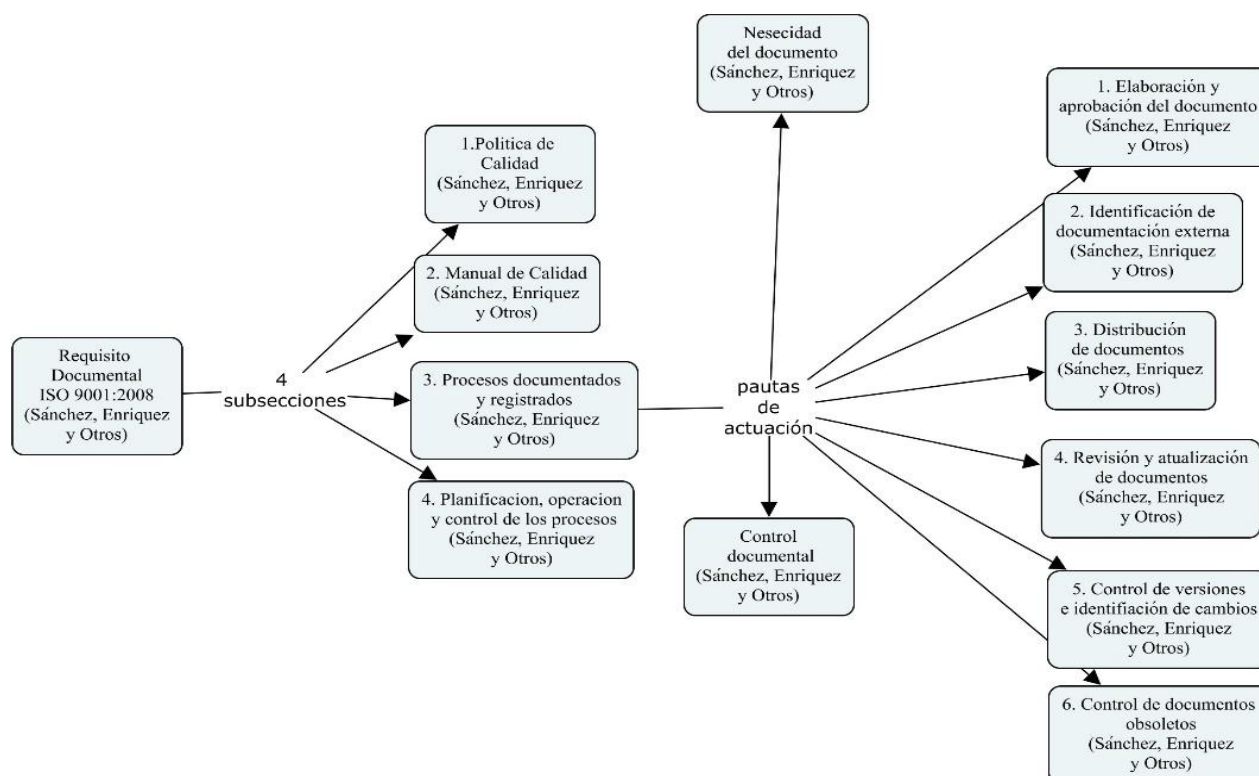 Requisito
Documental
ISO 9001:2008
(Sánchez, Enriquez
y Otros)
4
subsecciones
1.Politica de
Calidad
(Sánchez, Enriquez
y Otros)
2. Manual de Calidad
(Sánchez, Enriquez
y Otros)
3. Procesos documentados
y registrados
(Sánchez, Enriquez
y Otros)
4. Planificacion, operacion
y control de los procesos
(Sánchez, Enriquez
y Otros)
pautas
de
actuación
Nesecidad
del documento
(Sánchez, Enriquez
y Otros)
Control
documental
(Sánchez, Enriquez
y Otros)
1. Elaboración y
aprobación del documento
(Sánchez, Enriquez
y Otros)
2. Identificación de
documentación externa
(Sánchez, Enriquez
y Otros)
3. Distribución
de documentos
(Sánchez, Enriquez
y Otros)
4. Revisión y atualización
de documentos
(Sánchez, Enriquez
y Otros)
5. Control de versiones
e identifiación de cambios
(Sánchez, Enriquez
y Otros)
6. Control de documentos
obsoletos
(Sánchez, Enriquez
y Otros)